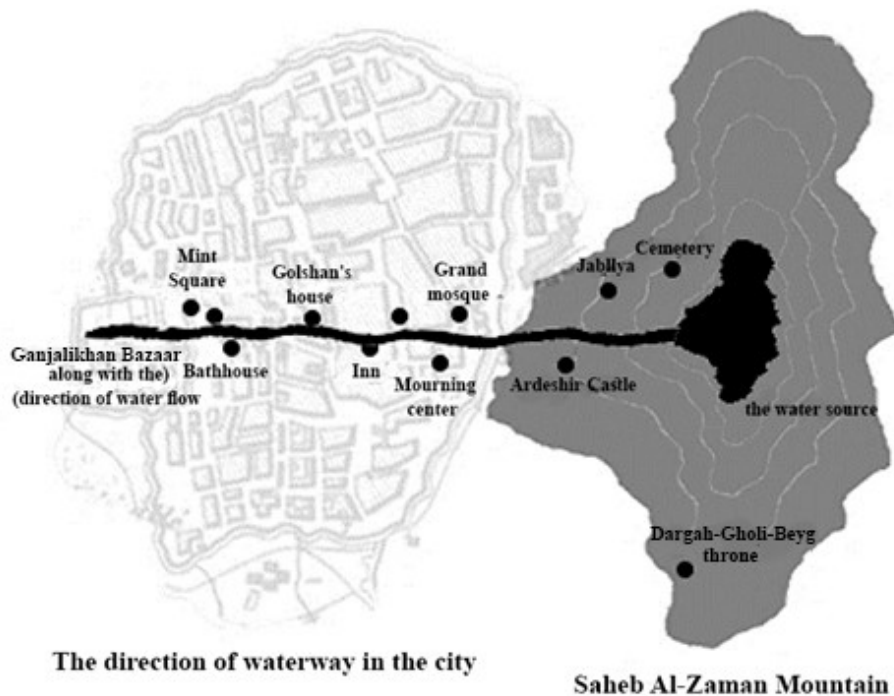 Mint
Square
Golshan's
house
Grand
mosque
Jabllya
Cemetery
Ganjalikhan Bazaar
along with the)
(direction of water flow
Bathhouse
Inn
Mourning
center
Ardeshir Castle
the water source
Dargah-Gholi-Beyg
throne
The direction of waterway in the city
Saheb Al-Zaman Mountain